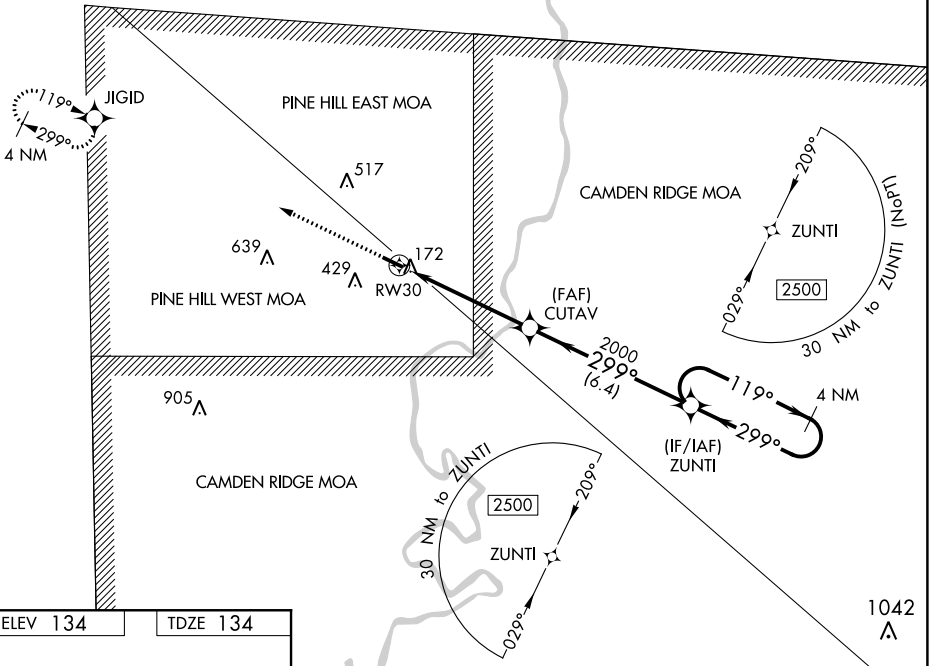 JIGID
119°
299°
4 NM
PINE HILL EAST MOA
517
CAMDEN RIDGE MOA
209°
ZUNTI
2500
029°
30 NM to ZUNTI (NoPT)
639
429
172
RW30
PINE HILL WEST MOA
(FAF)
CUTAV
2000
299°
(6.4)
119°
4 NM
299°
(IF/IAF)
ZUNTI
905
CAMDEN RIDGE MOA
30 NM to ZUNTI
209°
2500
ZUNTI
029°
1042
ELEV 134
TDZE 134